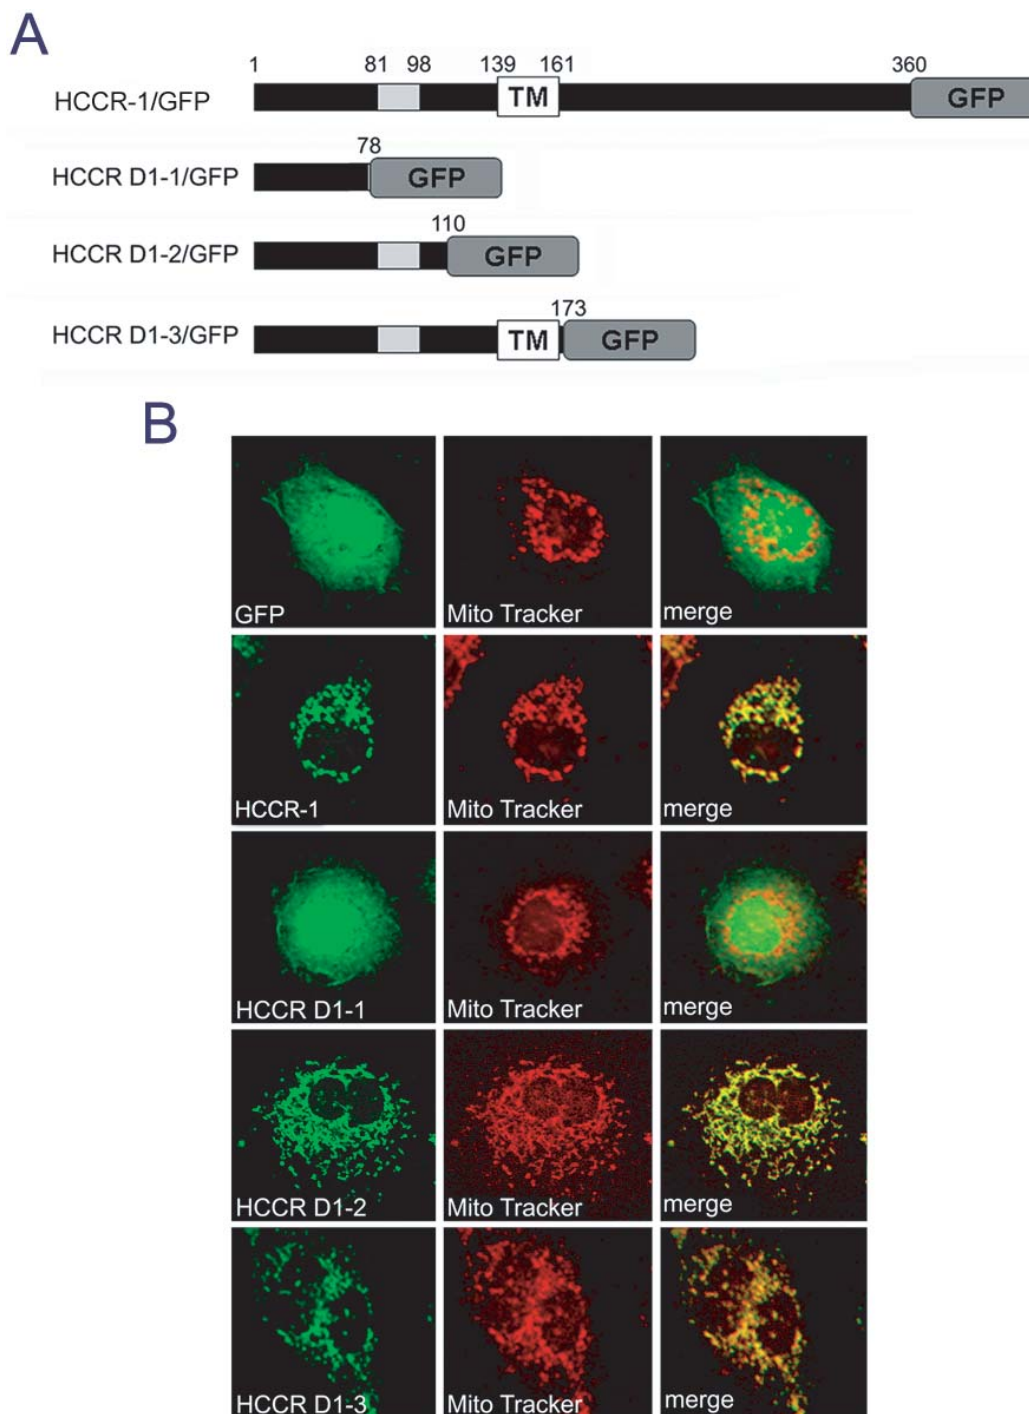 A
1 81 98 139 161 360
HCCR-1/GFP TM GFP
78
HCCR D1-1/GFP GFP
110
HCCR D1-2/GFP GFP
173
HCCR D1-3/GFP TM GFP
B
GFP Mito Tracker merge
HCCR-1 Mito Tracker merge
HCCR D1-1 Mito Tracker merge
HCCR D1-2 Mito Tracker merge
HCCR D1-3 Mito Tracker merge